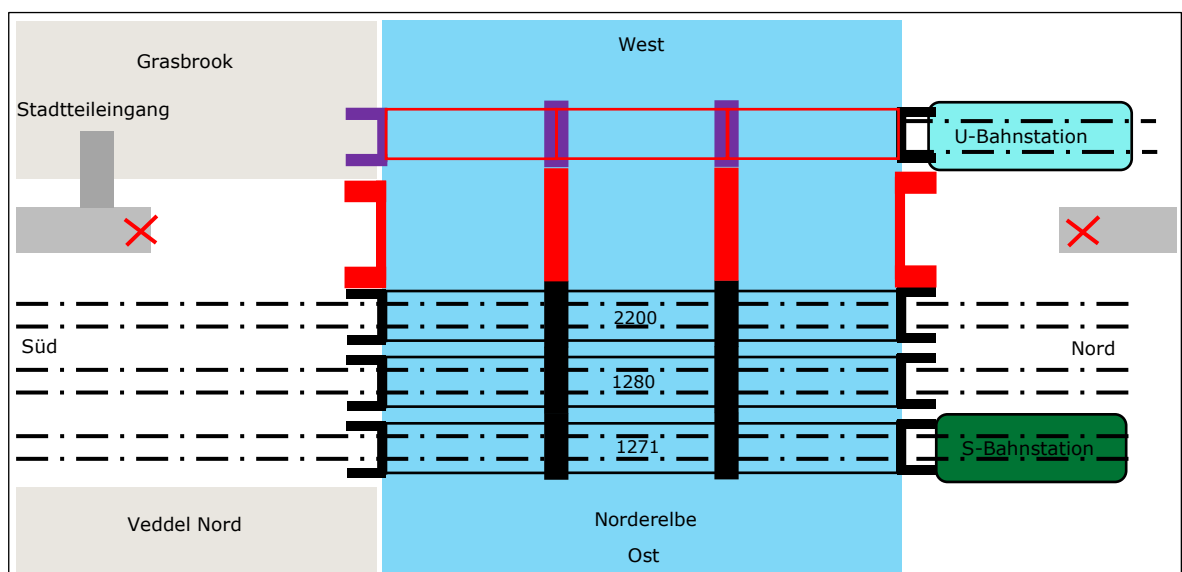 West
Grasbrook
Stadtteileingang
U-Bahnstation
2200
Süd
Nord
1280
1271
S-Bahnstation
Veddel Nord
Norderelbe
Ost